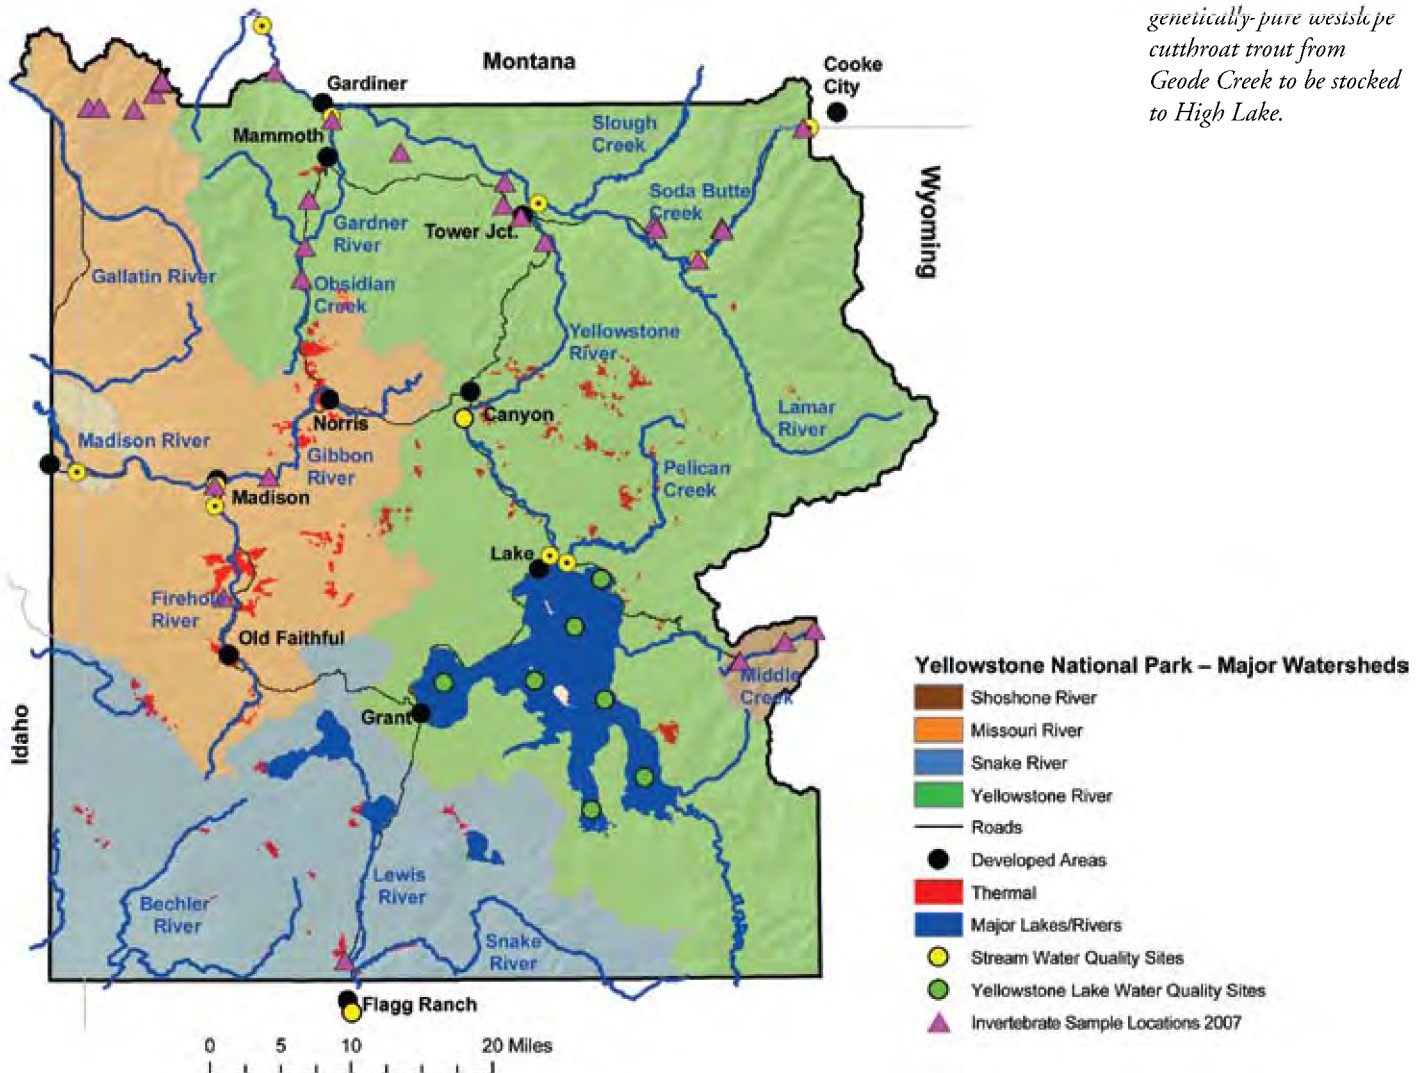 genetically-pure westslope
cutthroat trout from
Geode Creek to be stocked
to High Lake.
Montana
Cooke
City
Gardiner
Mammoth
Slough
Creek
Soda Butte
Creek
Wyoming
Gardner
River
Tower Jct.
Gallatin River
Obsidian
Creek
Yellowstone
River
Lamar
River
Canyon
Norris
Madison River
Gibbon
River
Pelican
Creek
Madison
Lake
Firehole
River
Old Faithful
Middle
Creek
Grant
Idaho
Lewis
River
Bechler
River
Snake
River
Flagg Ranch
0 5 10 20 Miles
Yellowstone National Park – Major Watersheds
Shoshone River
Missouri River
Snake River
Yellowstone River
Roads
Developed Areas
Thermal
Major Lakes/Rivers
Stream Water Quality Sites
Yellowstone Lake Water Quality Sites
Invertebrate Sample Locations 2007